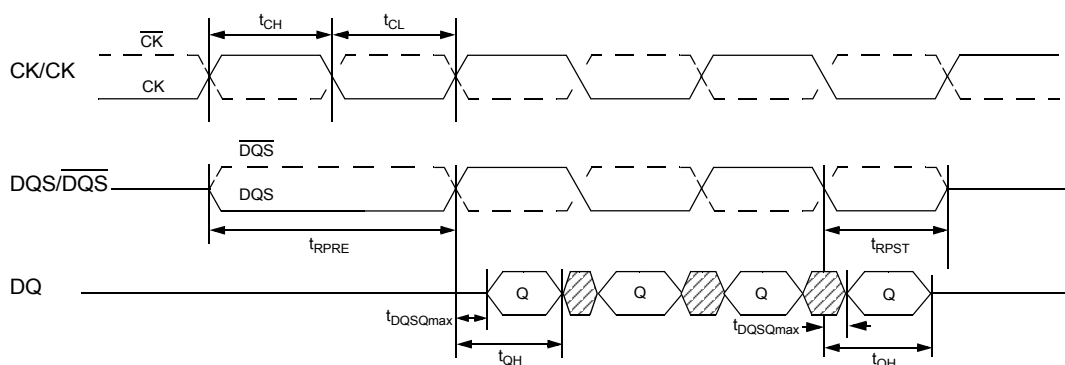 tCH tCL
CK
CK/CK
CK
DQS
DQS/DQS
DQS
tRPRE tRPST
DQ Q Q Q Q
tDQSQmax tDQSQmax
tQH tQH